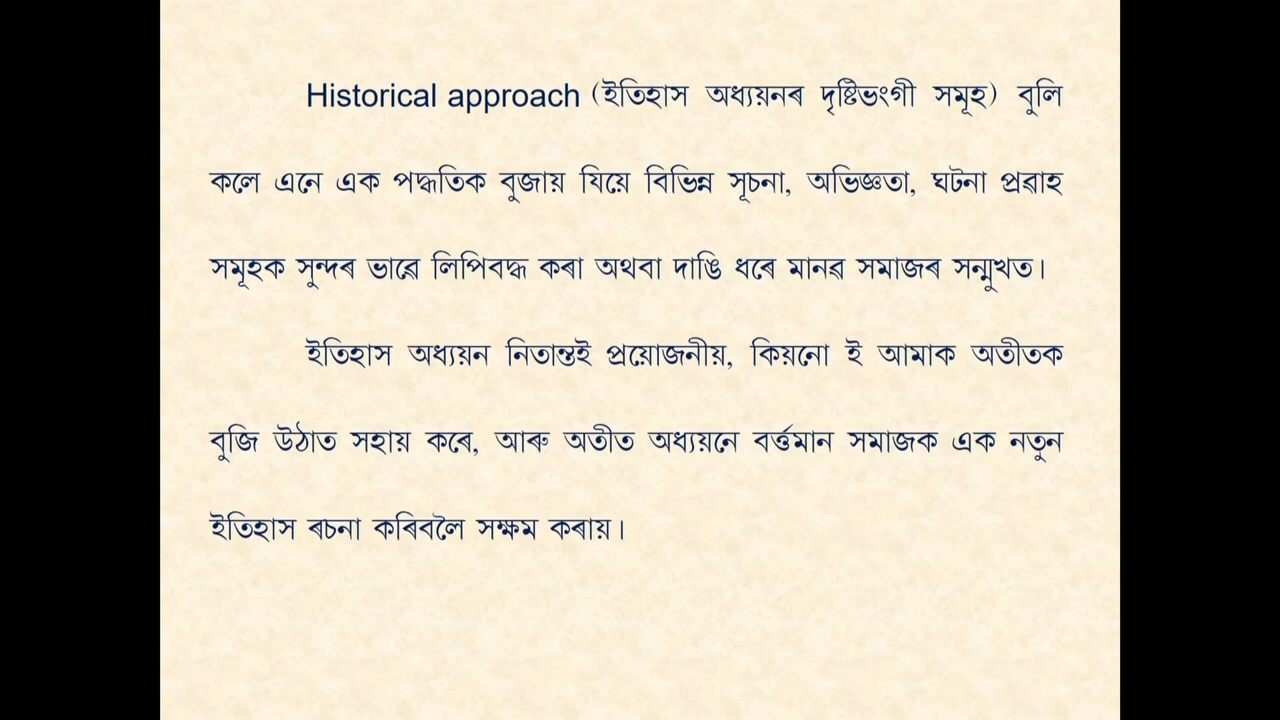 Historical approach (ইতিহাস অধ্যয়নৰ দৃষ্টিভংগী সমূহ) বুলি
কলে এনে এক পদ্ধতিক বুজায় যিয়ে বিভিন্ন সূচনা, অভিজ্ঞতা, ঘটনা প্ৰৱাহ
সমূহক সুন্দৰ ভাৱে লিপিবদ্ধ কৰা অথবা দাঙি ধৰে মানৱ সমাজৰ সন্মুখত।
ইতিহাস অধ্যয়ন নিতান্তই প্ৰয়োজনীয়, কিয়নো ই আমাক অতীতক
বুজি উঠাত সহায় কৰে, আৰু অতীত অধ্যয়নে বৰ্ত্তমান সমাজক এক নতুন
ইতিহাস ৰচনা কৰিবলৈ সক্ষম কৰায়।